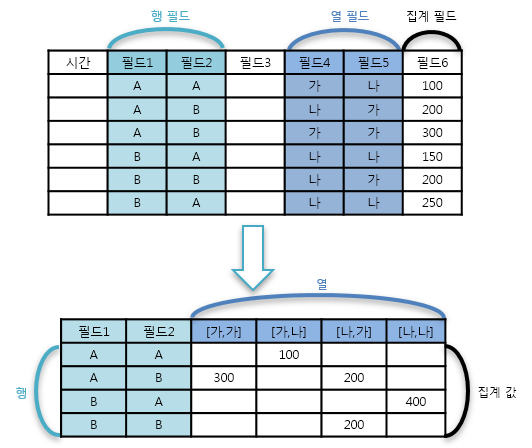 행 필드 열 필드 집계 필드
시간 필드1 필드2 필드3 필드4 필드5 필드6
A A 가 나 100
A B 나 가 200
A B 가 가 300
B A 나 나 150
B B 나 가 200
B A 나 나 250
열
필드1 필드2 [가,가] [가,나] [나,가] [나,나]
A A 100
A B 300 200
행 B A 400 집계 값
B B 200